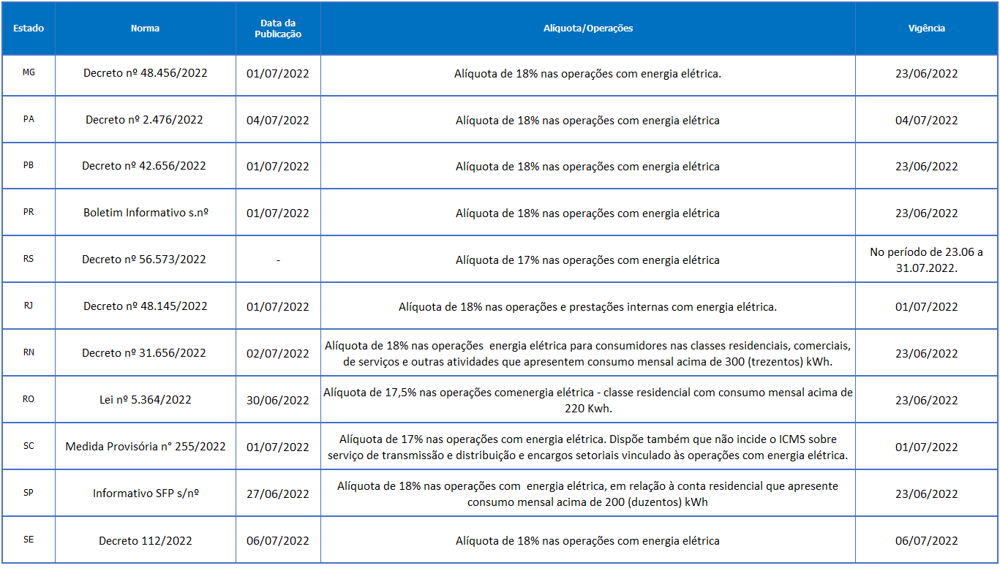 Estado Norma Data da Publicação Alíquota/Operações Vigência
MG Decreto nº 48.456/2022 01/07/2022 Alíquota de 18% nas operações com energia elétrica. 23/06/2022
PA Decreto nº 2.476/2022 04/07/2022 Alíquota de 18% nas operações com energia elétrica 04/07/2022
PB Decreto nº 42.656/2022 01/07/2022 Alíquota de 18% nas operações com energia elétrica 23/06/2022
PR Boletim Informativo s.nº 01/07/2022 Alíquota de 18% nas operações com energia elétrica 23/06/2022
RS Decreto nº 56.573/2022 - Alíquota de 17% nas operações com energia elétrica No período de 23.06 a
31.07.2022.
RJ Decreto nº 48.145/2022 01/07/2022 Alíquota de 18% nas operações e prestações internas com energia elétrica. 01/07/2022
RN Decreto nº 31.656/2022 02/07/2022 Alíquota de 18% nas operações  energia elétrica para consumidores nas classes residenciais, comerciais,
de serviços e outras atividades que apresentem consumo mensal acima de 300 (trezentos) kWh. 23/06/2022
RO Lei nº 5.364/2022 30/06/2022 Alíquota de 17,5% nas operações comenergia elétrica - classe residencial com consumo mensal acima de
220 Kwh. 23/06/2022
SC Medida Provisória n° 255/2022 01/07/2022 Alíquota de 17% nas operações com energia elétrica. Dispõe também que não incide o ICMS sobre
serviço de transmissão e distribuição e encargos setoriais vinculado às operações com energia elétrica. 01/07/2022
SP Informativo SFP s/nº 27/06/2022 Alíquota de 18% nas operações com  energia elétrica, em relação à conta residencial que apresente
consumo mensal acima de 200 (duzentos) kWh 23/06/2022
SE Decreto 112/2022 06/07/2022 Alíquota de 18% nas operações com energia elétrica 06/07/2022